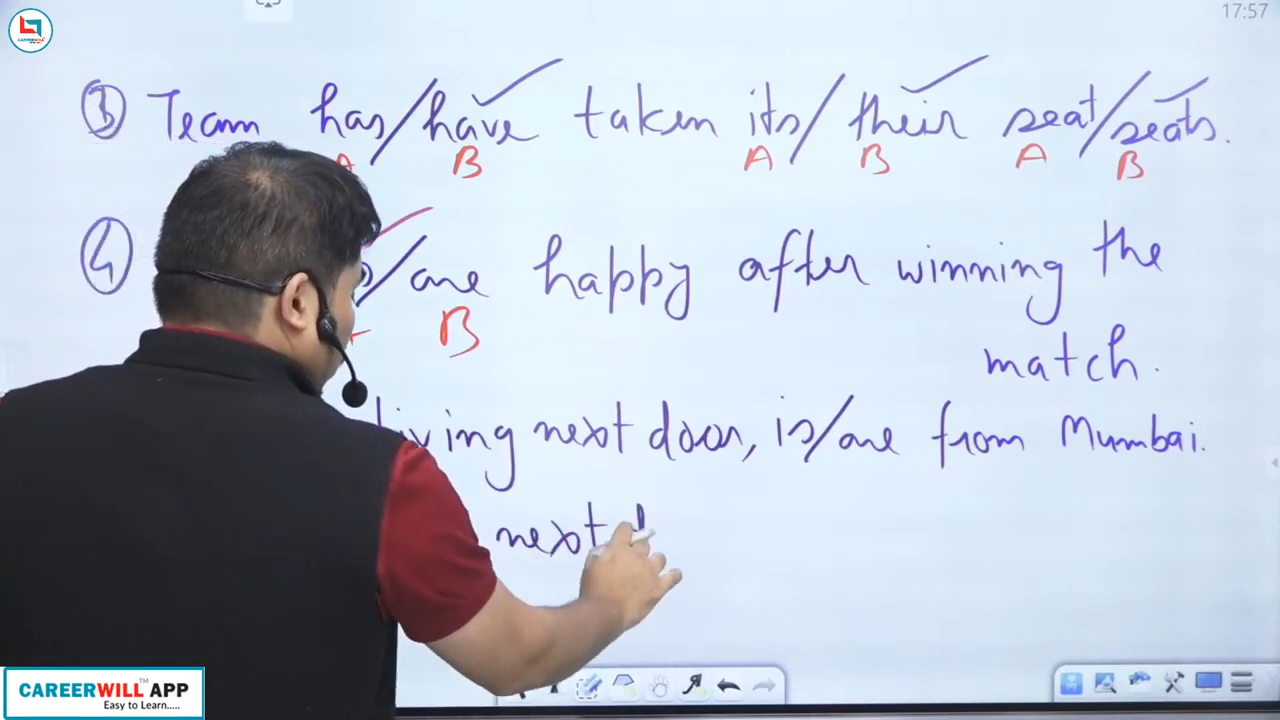 17:57
CAREERWILL
③ Team has/have taken its/their seat/seats.
A B A B A B
④ /are happy after winning the
B
match.
living next door, is/are from Mumbai.
next
CAREERWILL™ APP
Easy to Learn.....